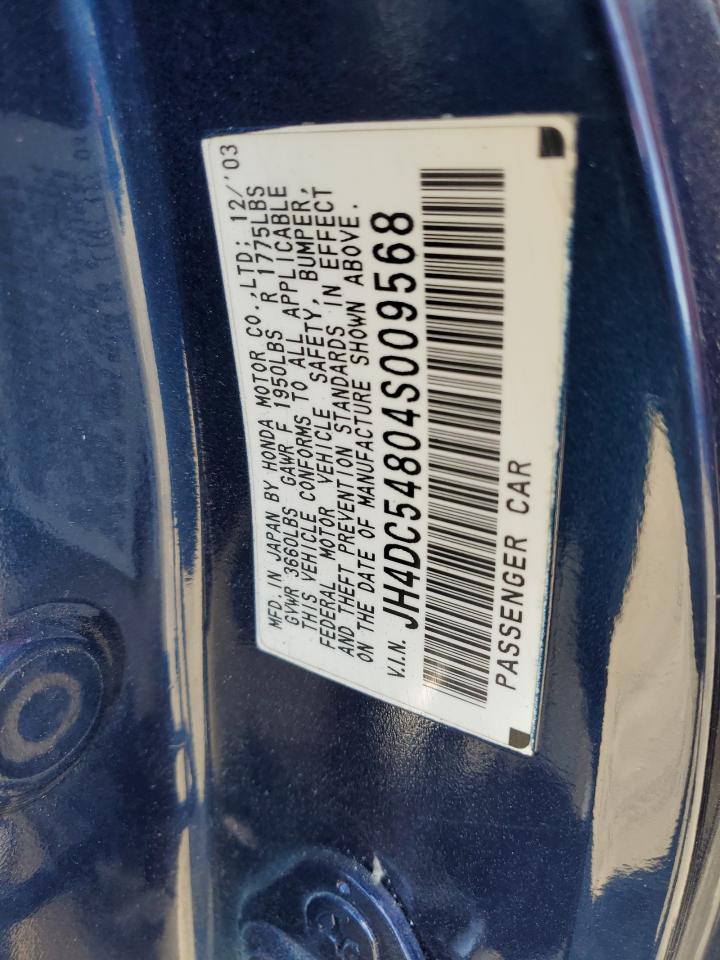 MFD. IN JAPAN BY HONDA MOTOR CO.,LTD; 12/'03
GVWR 3660LBS GAWR F 1950LBS R 1775LBS
THIS VEHICLE CONFORMS TO ALL APPLICABLE
FEDERAL MOTOR VEHICLE SAFETY, BUMPER,
AND THEFT PREVENTION STANDARDS IN EFFECT
ON THE DATE OF MANUFACTURE SHOWN ABOVE.
V.I.N. JH4DC54804S009568
PASSENGER CAR